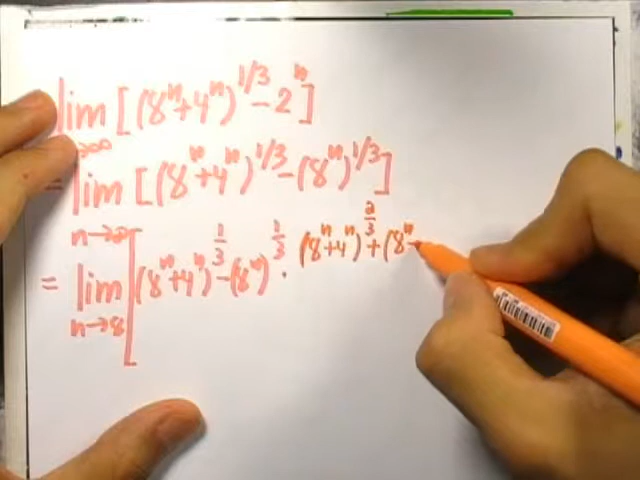 lim [(8ⁿ+4ⁿ)^1/3 - 2ⁿ]
n→∞
= lim [(8ⁿ+4ⁿ)^1/3 - (8ⁿ)^1/3]
n→∞
= lim [(8ⁿ+4ⁿ)^1/3 - (8ⁿ)^1/3 · (8ⁿ+4ⁿ)^2/3 + (8ⁿ
n→8